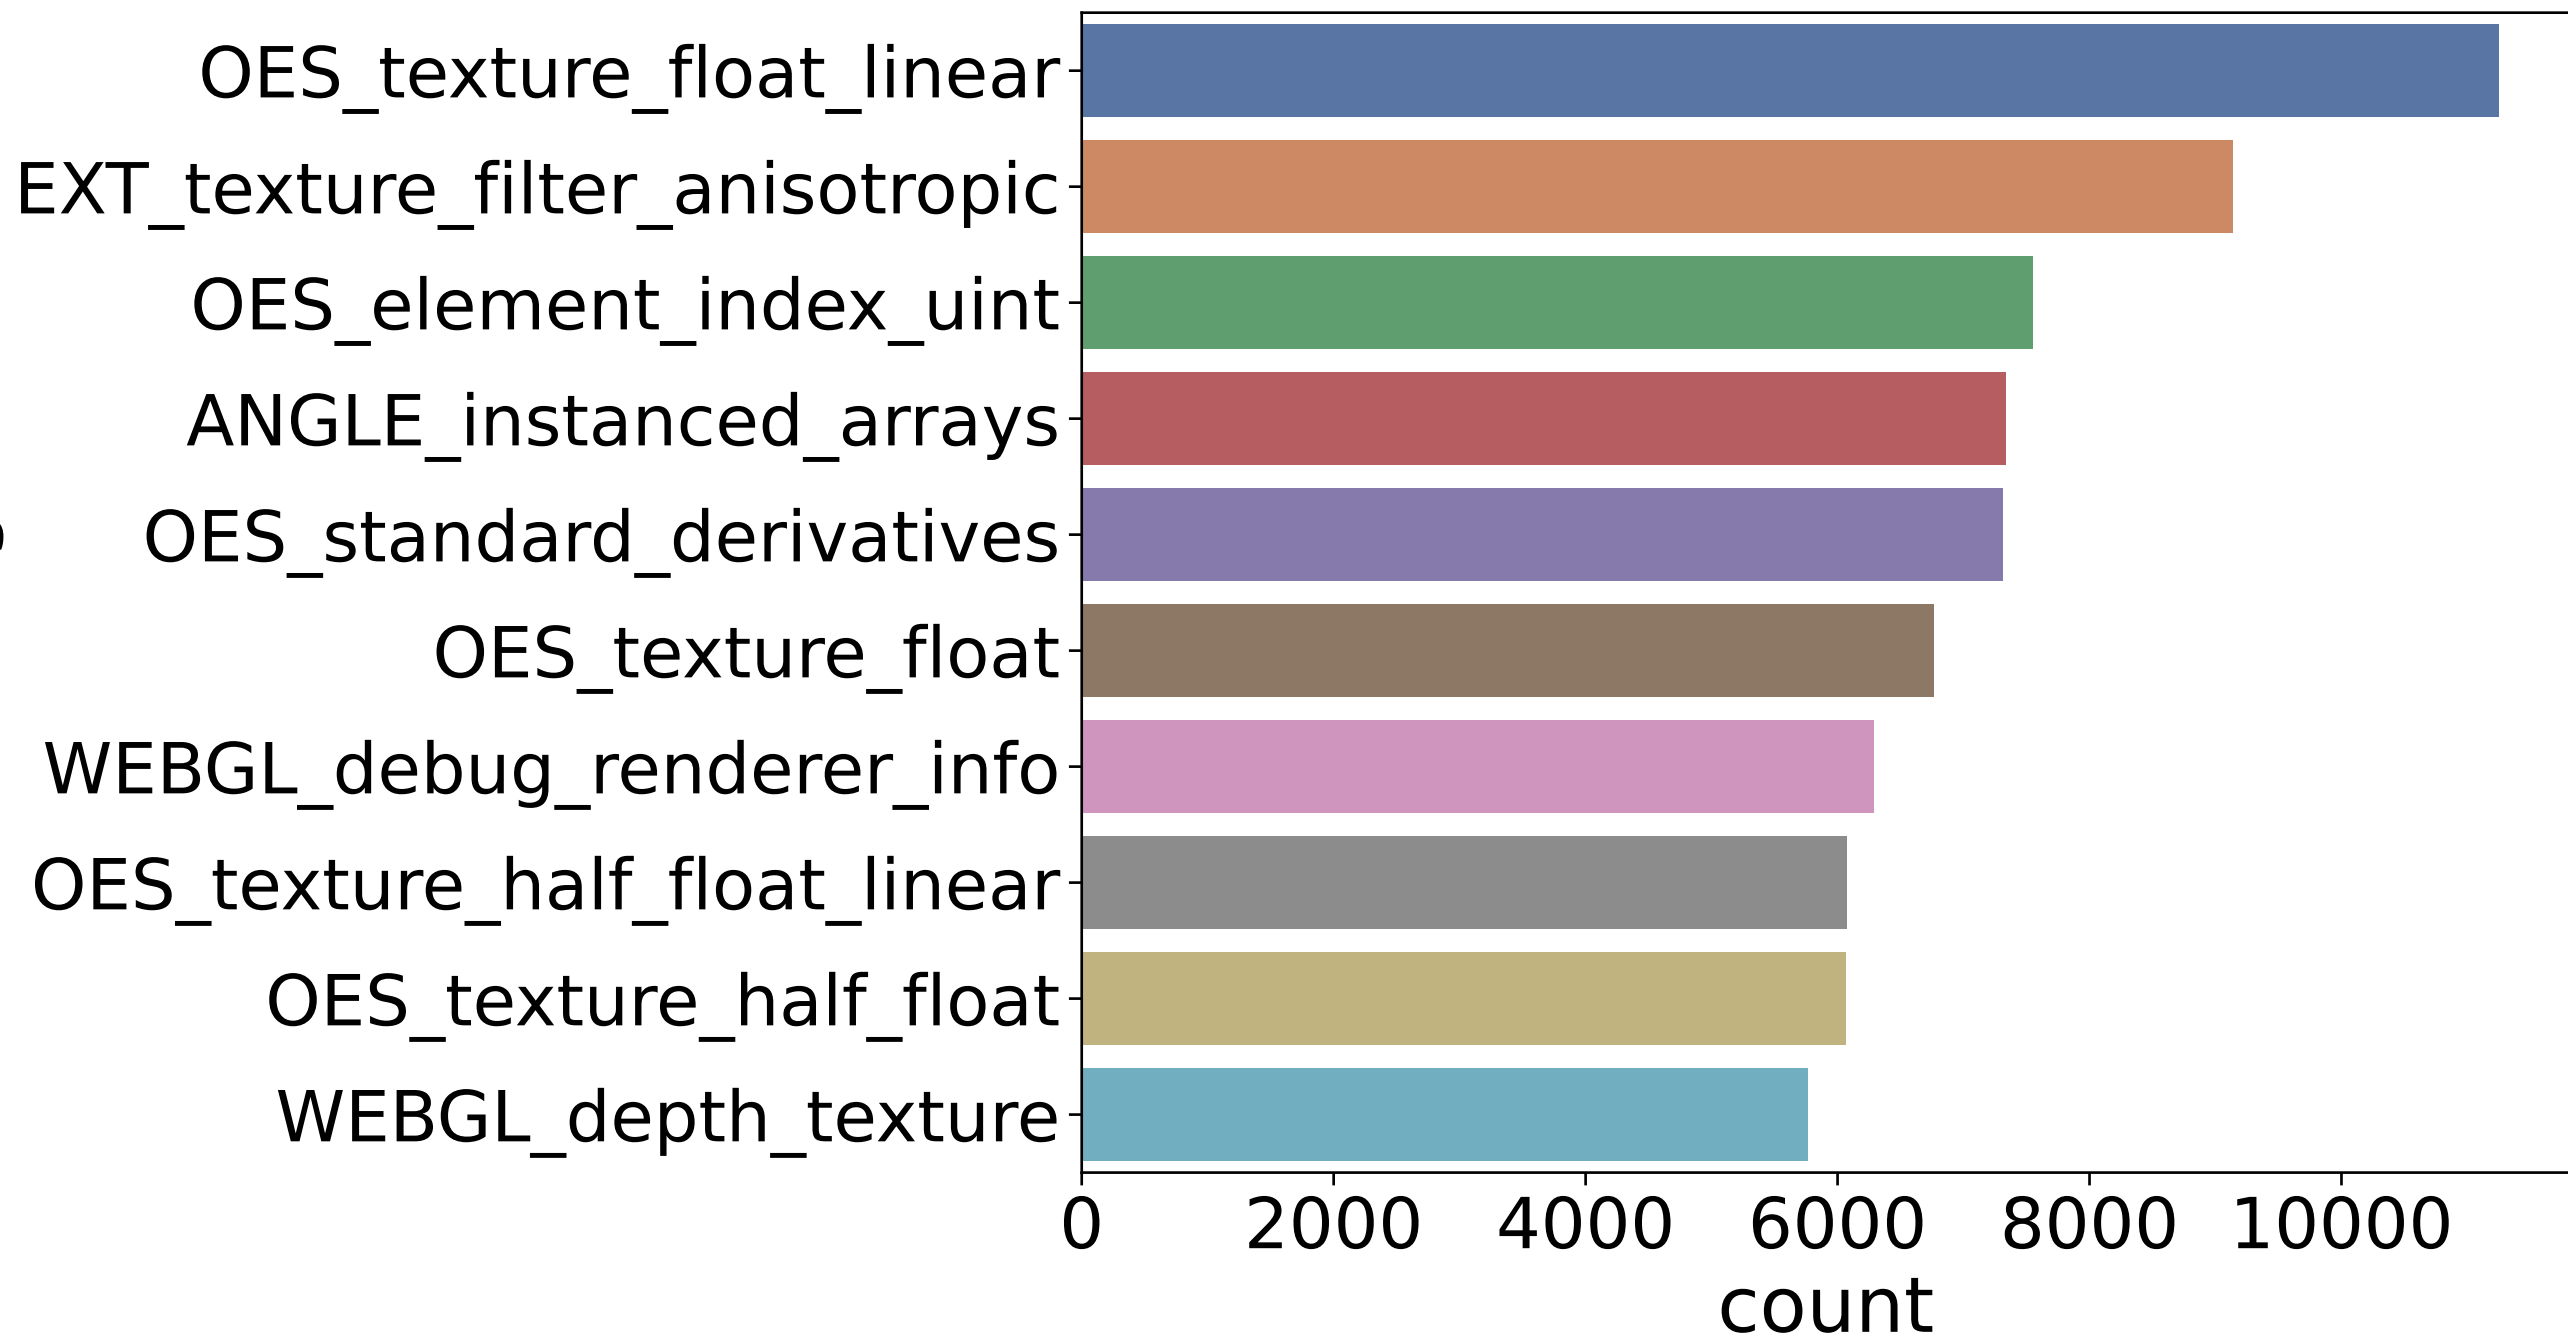 OES_texture_float_linear
EXT_texture_filter_anisotropic
OES_element_index_uint
ANGLE_instanced_arrays
OES_standard_derivatives
OES_texture_float
WEBGL_debug_renderer_info
OES_texture_half_float_linear
OES_texture_half_float
WEBGL_depth_texture
0 2000 4000 6000 8000 10000
count